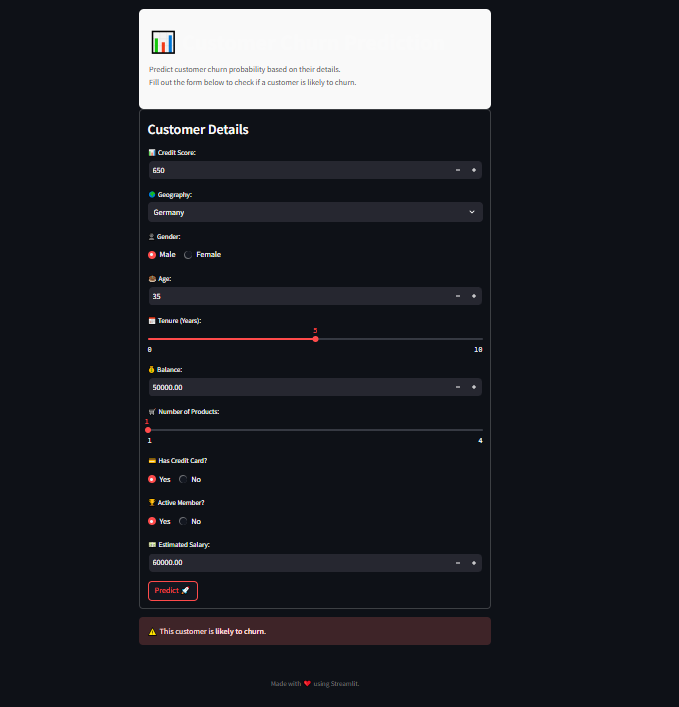 Predict customer churn probability based on their details.
Fill out the form below to check if a customer is likely to churn.
Customer Details
Credit Score:
650
Geography:
Germany
Gender:
Male Female
Age:
35
Tenure (Years):
5
0 10
Balance:
50000.00
Number of Products:
1
1 4
Has Credit Card?
Yes No
Active Member?
Yes No
Estimated Salary:
60000.00
Predict
This customer is likely to churn.
Made with ❤ using Streamlit.